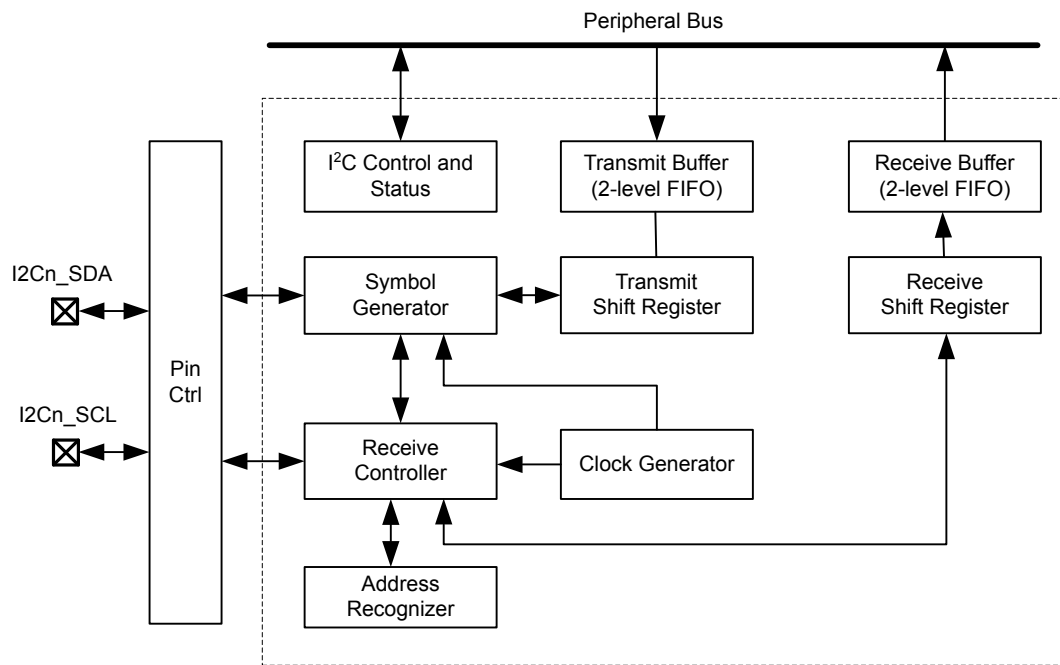 Peripheral Bus
I²C Control and
Status
Transmit Buffer
(2-level FIFO)
Receive Buffer
(2-level FIFO)
I2Cn_SDA
Symbol
Generator
Transmit
Shift Register
Receive
Shift Register
Pin
Ctrl
I2Cn_SCL
Receive
Controller
Clock Generator
Address
Recognizer